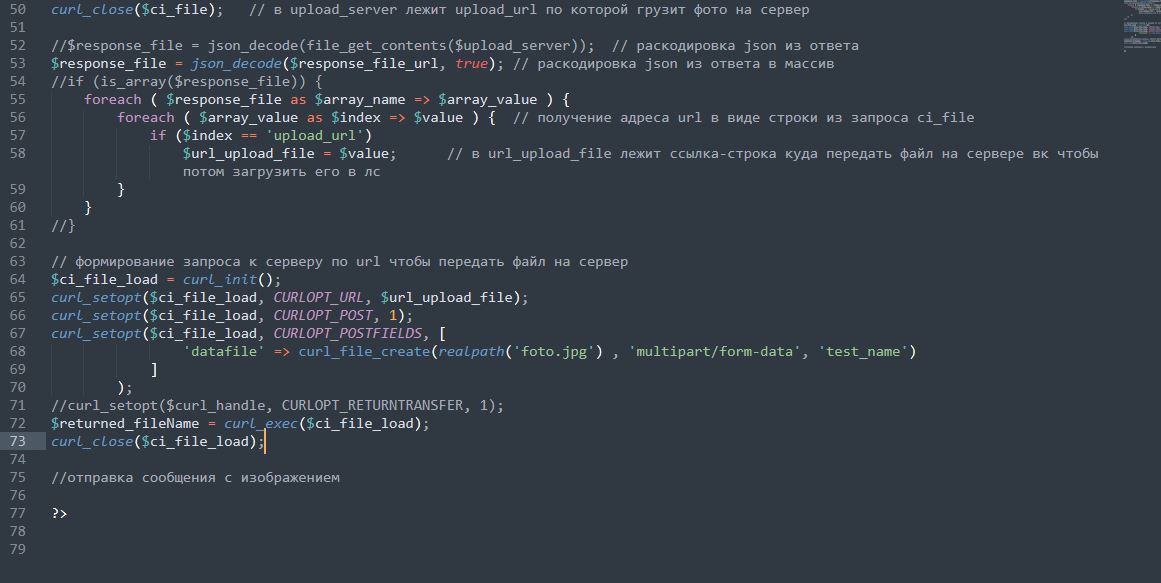 50 curl_close($ci_file);   // в upload_server лежит upload_url по которой грузит фото на сервер
51
52 //$response_file = json_decode(file_get_contents($upload_server));  // раскодировка json из ответа
53 $response_file = json_decode($response_file_url, true); // раскодировка json из ответа в массив
54 //if (is_array($response_file)) {
55     foreach ( $response_file as $array_name => $array_value ) {
56         foreach ( $array_value as $index => $value ) {  // получение адреса url в виде строки из запроса ci_file
57             if ($index == 'upload_url')
58                 $url_upload_file = $value;      // в url_upload_file лежит ссылка-строка куда передать файл на сервере вк чтобы
                потом загрузить его в лс
59         }
60     }
61 //}
62
63 // формирование запроса к серверу по url чтобы передать файл на сервер
64 $ci_file_load = curl_init();
65 curl_setopt($ci_file_load, CURLOPT_URL, $url_upload_file);
66 curl_setopt($ci_file_load, CURLOPT_POST, 1);
67 curl_setopt($ci_file_load, CURLOPT_POSTFIELDS, [
68                 'datafile' => curl_file_create(realpath('foto.jpg') , 'multipart/form-data', 'test_name')
69             ]
70         );
71 //curl_setopt($curl_handle, CURLOPT_RETURNTRANSFER, 1);
72 $returned_fileName = curl_exec($ci_file_load);
73 curl_close($ci_file_load);
74
75 //отправка сообщения с изображением
76
77 ?>
78
79